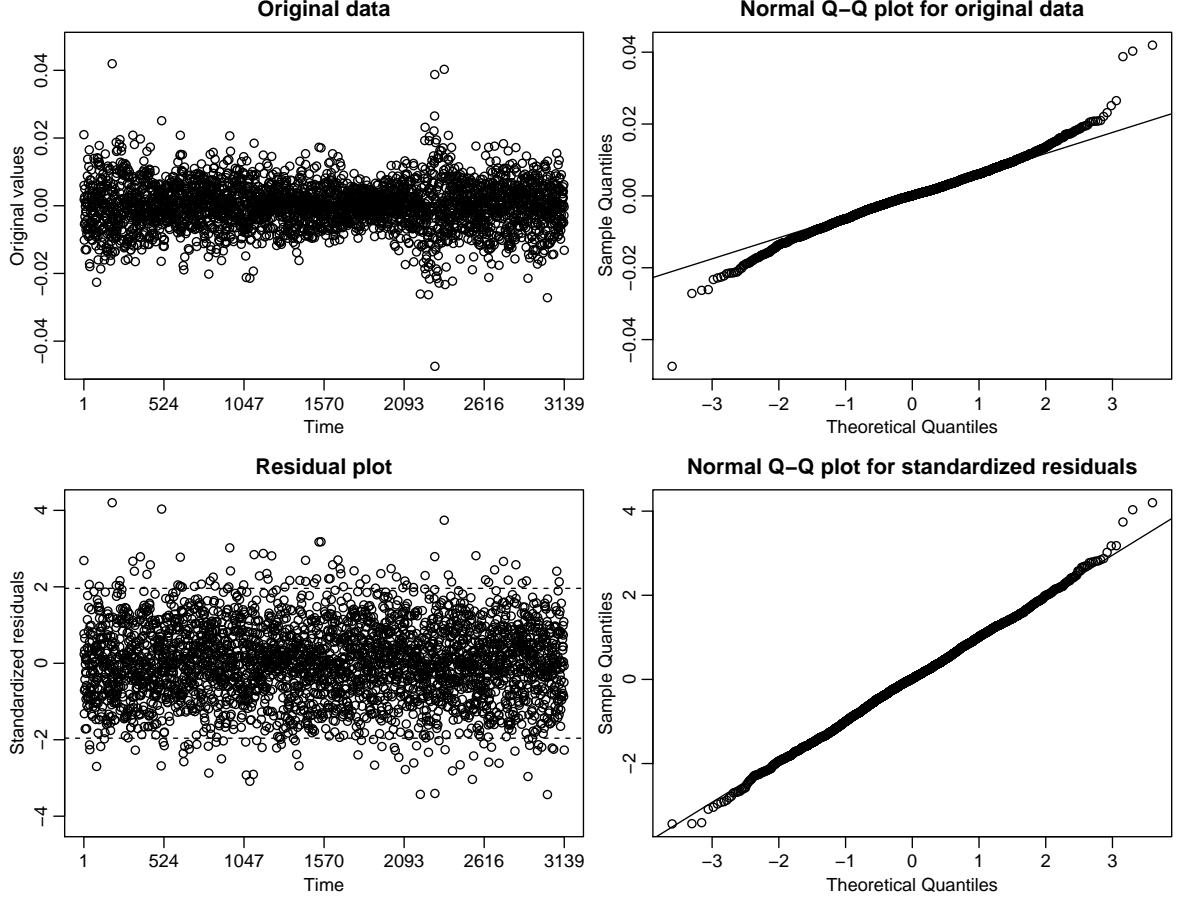 Original data
Original values
0.04
0.02
0.00
−0.02
−0.04
1 524 1047 1570 2093 2616 3139
Time
Normal Q−Q plot for original data
Sample Quantiles
0.04
0.02
0.00
−0.02
−0.04
−3 −2 −1 0 1 2 3
Theoretical Quantiles
Residual plot
Standardized residuals
4
2
0
−2
−4
1 524 1047 1570 2093 2616 3139
Time
Normal Q−Q plot for standardized residuals
Sample Quantiles
4
2
0
−2
−3 −2 −1 0 1 2 3
Theoretical Quantiles